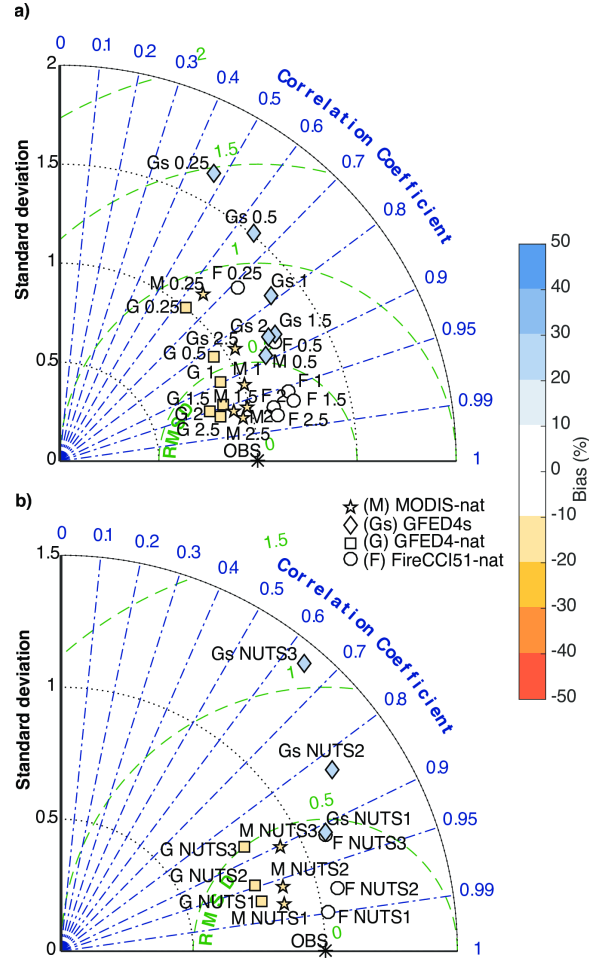 a)
0 0.1 0.2 0.3 0.4 0.5 0.6 0.7 0.8 0.9 0.95 0.99 1
Correlation Coefficient
Standard deviation
2
1.5
1
0.5
0
2
1.5
1
0
RMSD
Gs 0.25
Gs 0.5
F 0.25
Gs 1
M 0.25
G 0.25
Gs 2
Gs 1.5
Gs 2.5
F 0.5
G 0.5
M 0.5
M 1
G 1
F 1
G 1.5
M 1.5
F 2
F 1.5
G 2
M2
F 2.5
G 2.5
M 2.5
OBS
50
40
30
20
10
0
-10
-20
-30
-40
-50
Bias (%)
b)
(M) MODIS-nat
(Gs) GFED4s
(G) GFED4-nat
(F) FireCCI51-nat
0 0.1 0.2 0.3 0.4 0.5 0.6 0.7 0.8 0.9 0.95 0.99 1
Correlation Coefficient
Standard deviation
1.5
1
0.5
0
1.5
1
0.5
0
RMSD
Gs NUTS3
Gs NUTS2
Gs NUTS1
M NUTS3
F NUTS3
G NUTS3
G NUTS2
M NUTS2
F NUTS2
G NUTS1
M NUTS1
F NUTS1
OBS